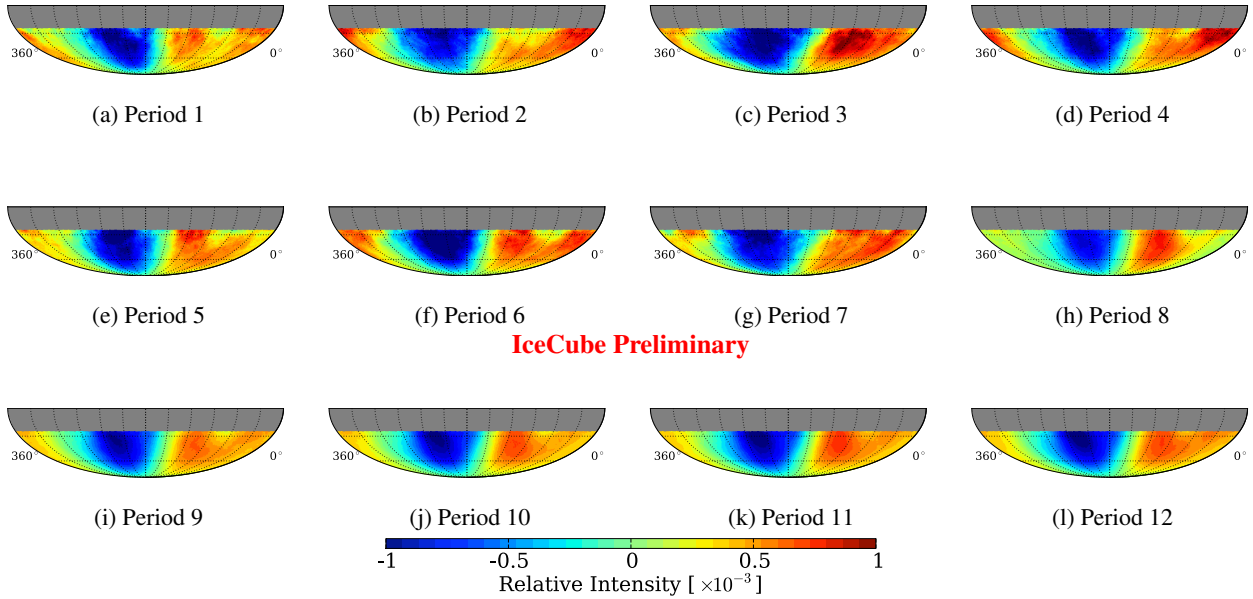 360° 0° 360° 0° 360° 0° 360° 0°
(a) Period 1 (b) Period 2 (c) Period 3 (d) Period 4
360° 0° 360° 0° 360° 0° 360° 0°
(e) Period 5 (f) Period 6 (g) Period 7 (h) Period 8
IceCube Preliminary
360° 0° 360° 0° 360° 0° 360° 0°
(i) Period 9 (j) Period 10 (k) Period 11 (l) Period 12
-1 -0.5 0 0.5 1
Relative Intensity [ ×10⁻³ ]